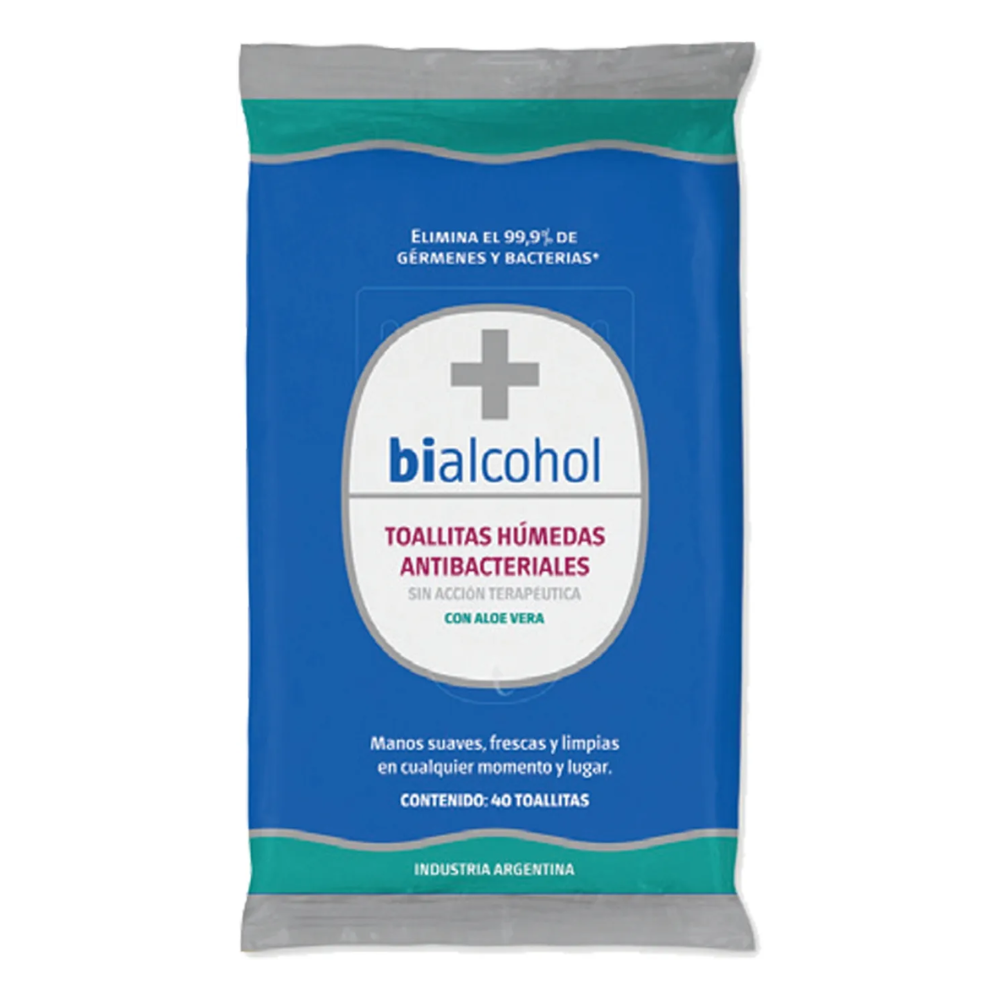 ELIMINA EL 99,9% DE
GÉRMENES Y BACTERIAS*
bialcohol
TOALLITAS HÚMEDAS
ANTIBACTERIALES
SIN ACCIÓN TERAPÉUTICA
CON ALOE VERA
Manos suaves, frescas y limpias
en cualquier momento y lugar.
CONTENIDO: 40 TOALLITAS
INDUSTRIA ARGENTINA